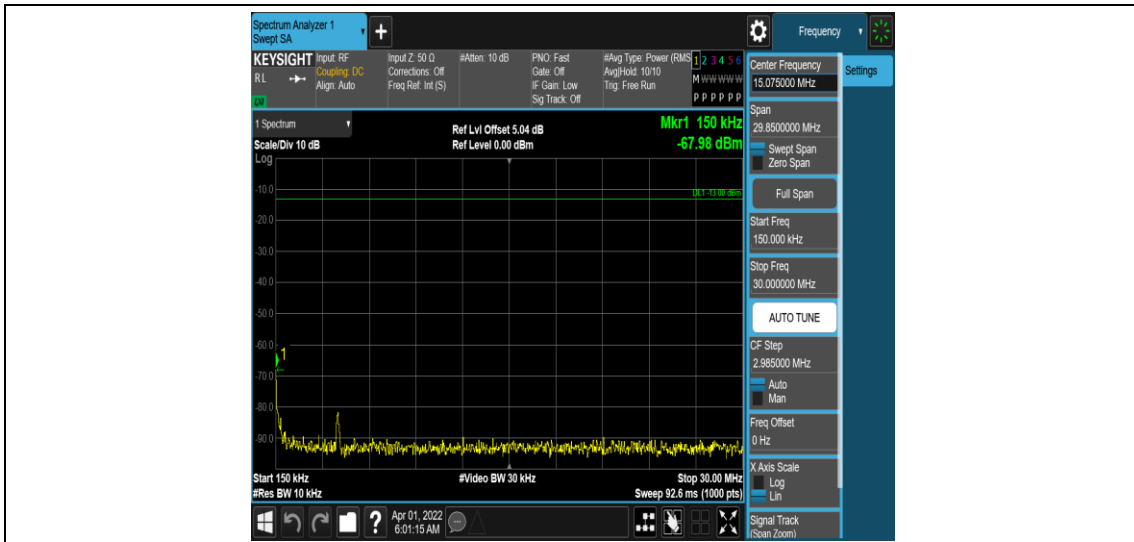 Spectrum Analyzer 1
Swept SA
+
Frequency
KEYSIGHT
RL
LXI
Input: RF
Coupling: DC
Align: Auto
Input Z: 50 Ω
Corrections: Off
Freq Ref: Int (S)
#Atten: 10 dB
PNO: Fast
Gate: Off
IF Gain: Low
Sig Track: Off
#Avg Type: Power (RMS
Avg|Hold: 10/10
Trig: Free Run
1 2 3 4 5 6
M W W W W W
P P P P P P
1 Spectrum
Scale/Div 10 dB
Log
Ref Lvl Offset 5.04 dB
Ref Level 0.00 dBm
Mkr1 150 kHz
-67.98 dBm
DL1 -13.00 dBm
-10.0
-20.0
-30.0
-40.0
-50.0
-60.0
1
-70.0
-80.0
-90.0
Start 150 kHz
#Res BW 10 kHz
#Video BW 30 kHz
Stop 30.00 MHz
Sweep 92.6 ms (1000 pts)
?
Apr 01, 2022
6:01:15 AM
Center Frequency
15.075000 MHz
Settings
Span
29.8500000 MHz
Swept Span
Zero Span
Full Span
Start Freq
150.000 kHz
Stop Freq
30.000000 MHz
AUTO TUNE
CF Step
2.985000 MHz
Auto
Man
Freq Offset
0 Hz
X Axis Scale
Log
Lin
Signal Track
(Span Zoom)